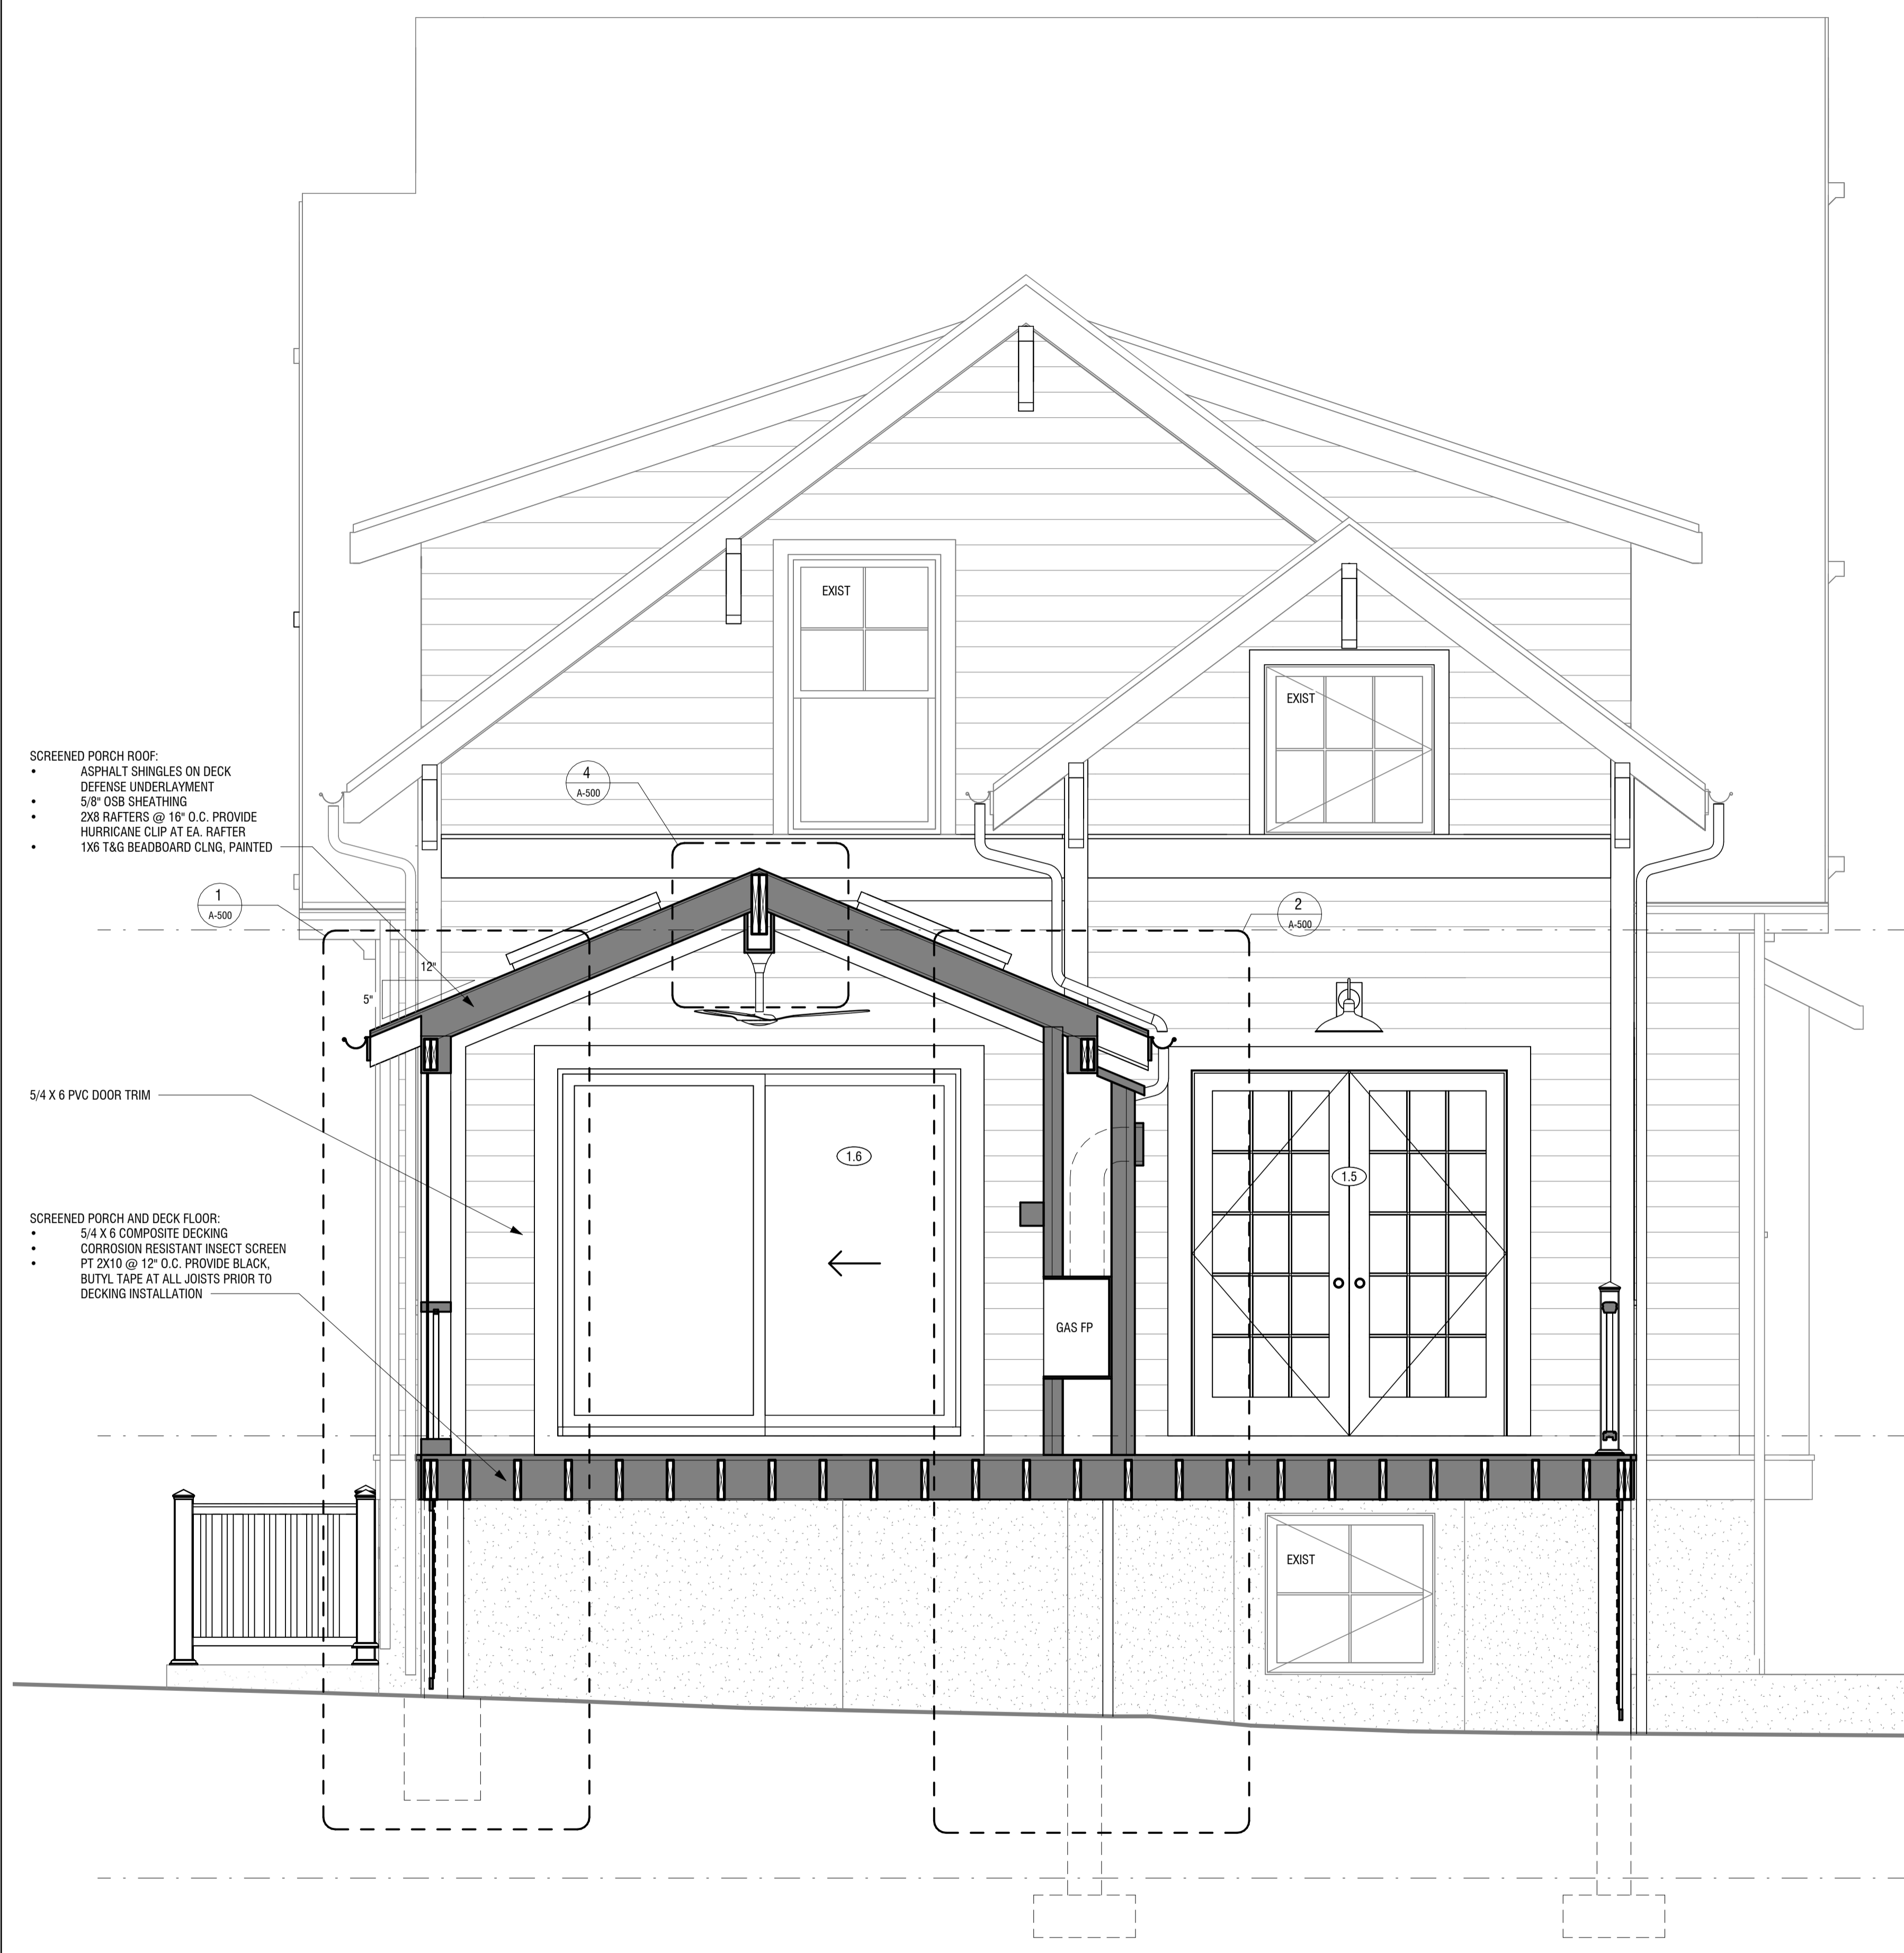 EXIST
EXIST
SCREENED PORCH ROOF:
• ASPHALT SHINGLES ON DECK
DEFENSE UNDERLAYMENT
• 5/8" OSB SHEATHING
• 2X8 RAFTERS @ 16" O.C. PROVIDE
HURRICANE CLIP AT EA. RAFTER
• 1X6 T&G BEADBOARD CLNG, PAINTED
4
A-500
1
A-500
2
A-500
12"
5"
5/4 X 6 PVC DOOR TRIM
1.6
1.5
SCREENED PORCH AND DECK FLOOR:
• 5/4 X 6 COMPOSITE DECKING
• CORROSION RESISTANT INSECT SCREEN
• PT 2X10 @ 12" O.C. PROVIDE BLACK,
BUTYL TAPE AT ALL JOISTS PRIOR TO
DECKING INSTALLATION
GAS FP
EXIST